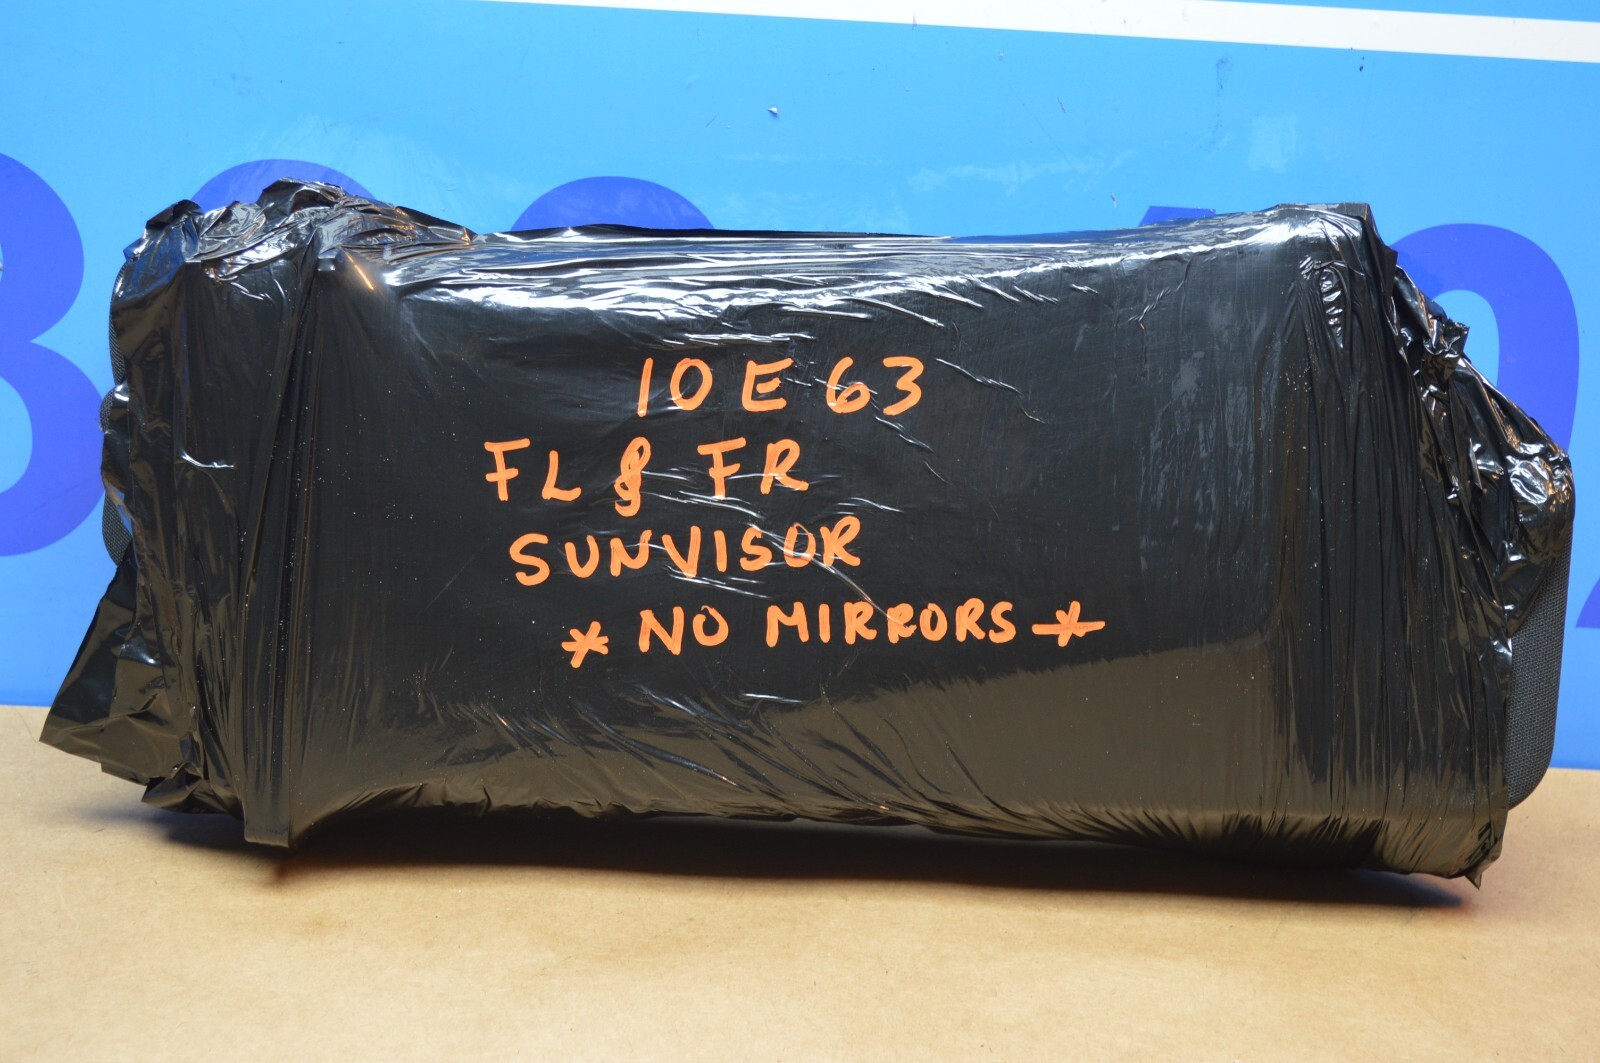 10 E 63
FL & FR
SUNVISOR
* NO MIRRORS *